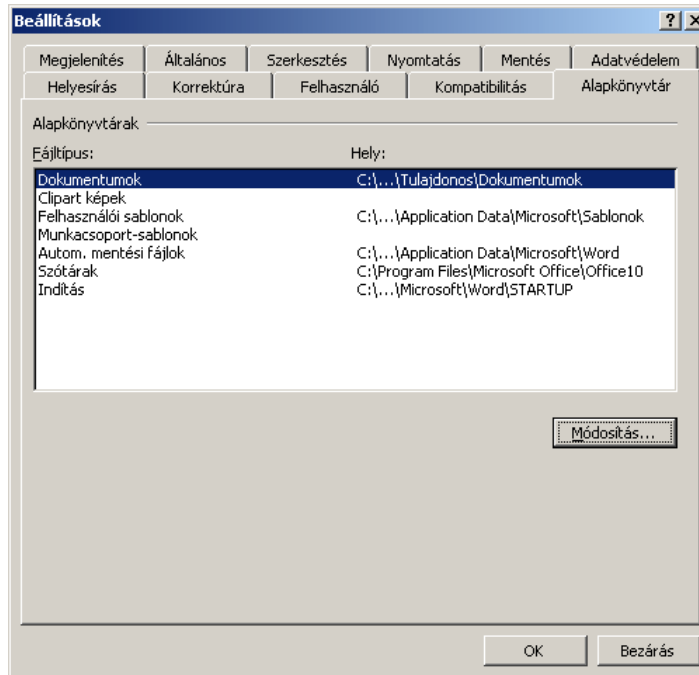 Beállítások
Megjelenítés Általános Szerkesztés Nyomtatás Mentés Adatvédelem
Helyesírás Korrektúra Felhasználó Kompatibilitás Alapkönyvtár
Alapkönyvtárak
Fájltípus: Hely:
Dokumentumok C:\...\Tulajdonos\Dokumentumok
Clipart képek
Felhasználói sablonok C:\...\Application Data\Microsoft\Sablonok
Munkacsoport-sablonok
Autom. mentési fájlok C:\...\Application Data\Microsoft\Word
Szótárak C:\Program Files\Microsoft Office\Office10
Indítás C:\...\Microsoft\Word\STARTUP
Módosítás...
OK Bezárás